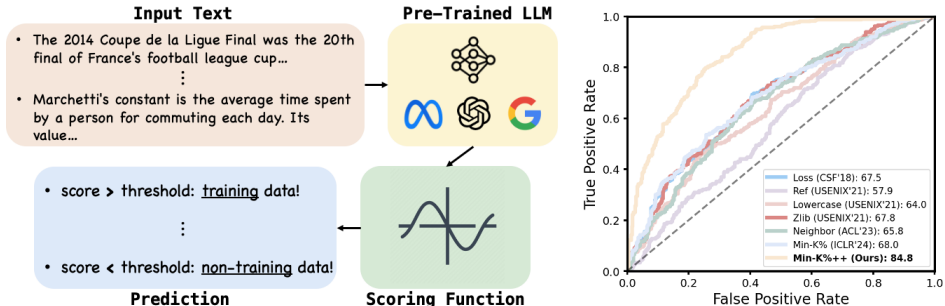 Input Text
• The 2014 Coupe de la Ligue Final was the 20th
final of France's football league cup...
⋮
• Marchetti's constant is the average time spent
by a person for commuting each day. Its
value...
Pre-Trained LLM
• score > threshold: training data!
⋮
• score < threshold: non-training data!
Prediction
Scoring Function
True Positive Rate
1.0
0.8
0.6
0.4
0.2
0.0
Loss (CSF'18): 67.5
Ref (USENIX'21): 57.9
Lowercase (USENIX'21): 64.0
Zlib (USENIX'21): 67.8
Neighbor (ACL'23): 65.8
Min-K% (ICLR'24): 68.0
Min-K%++ (Ours): 84.8
0.0 0.2 0.4 0.6 0.8 1.0
False Positive Rate